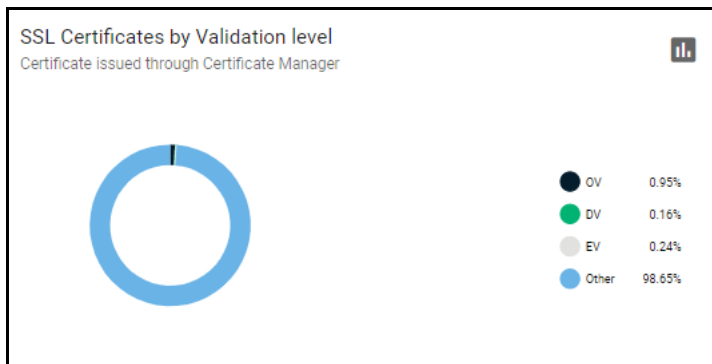 SSL Certificates by Validation level
Certificate issued through Certificate Manager
OV 0.95%
DV 0.16%
EV 0.24%
Other 98.65%